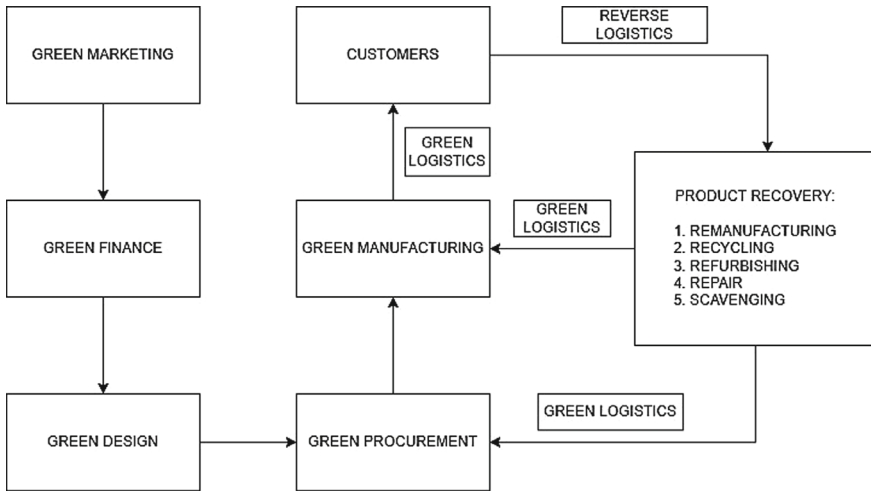 GREEN MARKETING
CUSTOMERS
REVERSE
LOGISTICS
GREEN
LOGISTICS
PRODUCT RECOVERY:
1. REMANUFACTURING
2. RECYCLING
3. REFURBISHING
4. REPAIR
5. SCAVENGING
GREEN FINANCE
GREEN MANUFACTURING
GREEN
LOGISTICS
GREEN DESIGN
GREEN PROCUREMENT
GREEN LOGISTICS